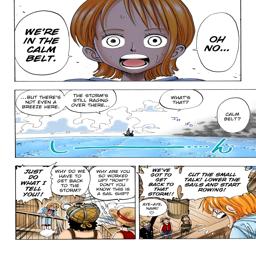 WE'RE
IN THE
CALM
BELT.
OH
NO...
...BUT THERE'S
NOT EVEN A
BREEZE HERE.
THE STORM'S
STILL RAGING
OVER THERE...
WHAT'S
THAT?
CALM
BELT?
JUST
DO WHAT I
TELL YOU!!
WHY DO WE
HAVE TO GET
BACK TO THE
STORM?
WHY ARE YOU
SO WORKED
UP? "ROW"?
DON'T YOU
KNOW THIS IS
A SAIL SHIP?
WE'VE
GOT TO
GET BACK
TO THAT
STORM!!
AYE-AYE,
CUT THE SMALL
TALK! LOWER THE
SAILS AND START
ROWING!